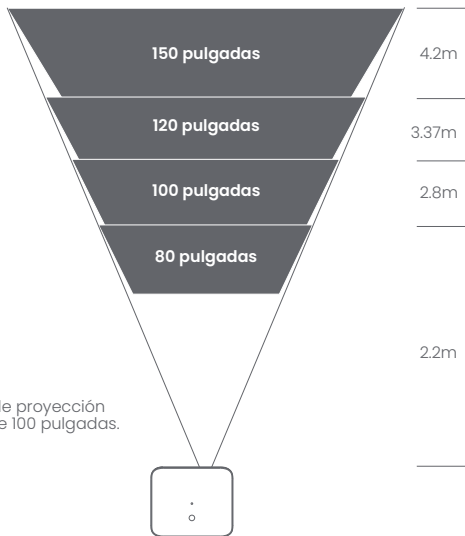 150 pulgadas
4.2m
120 pulgadas
3.37m
100 pulgadas
2.8m
80 pulgadas
2.2m
de proyección
e 100 pulgadas.